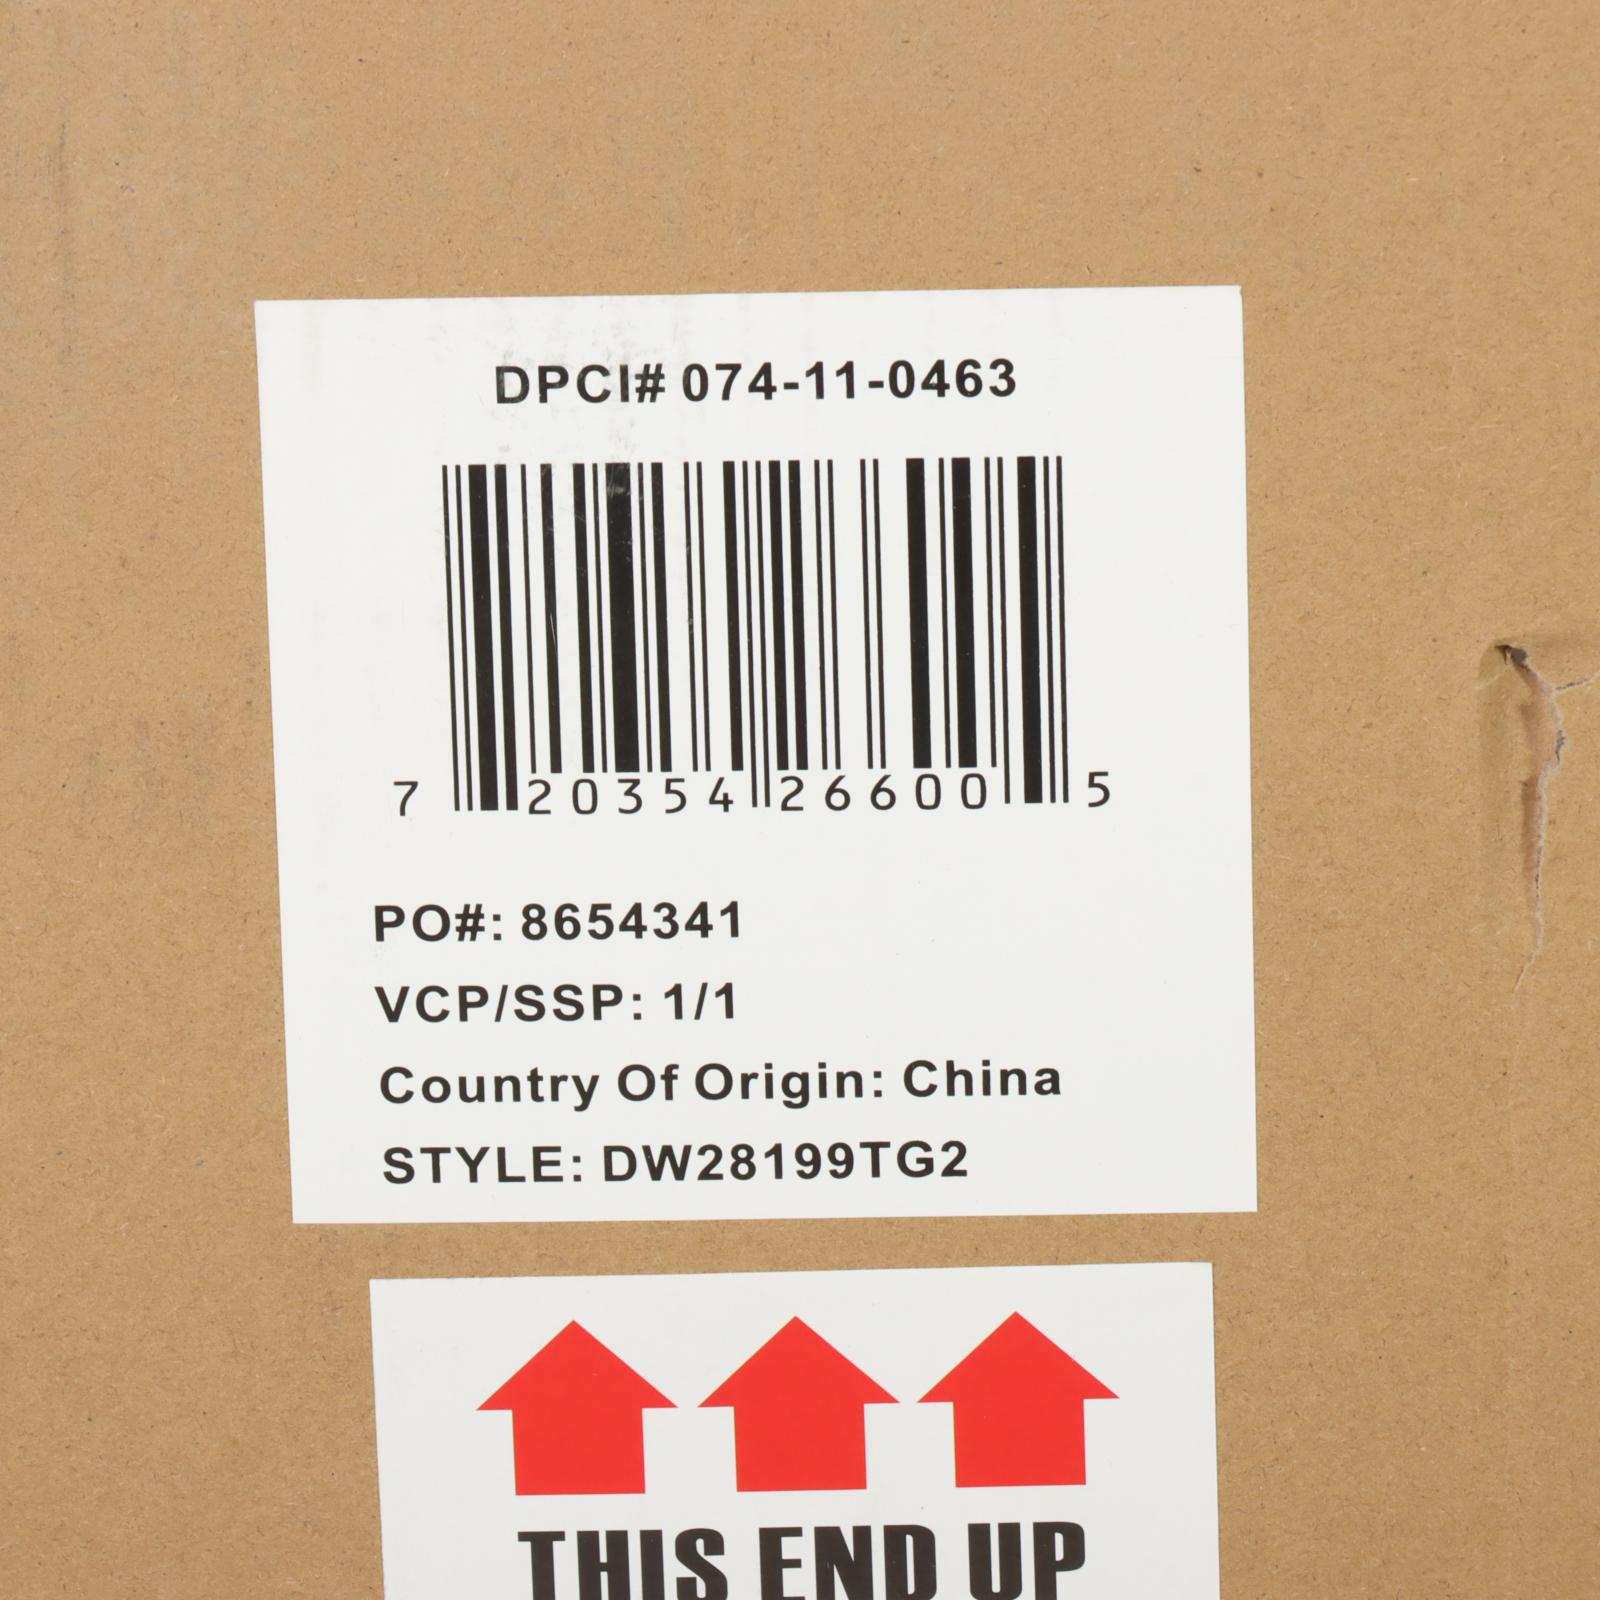 DPCI# 074-11-0463
7 20354 26600 5
PO#: 8654341
VCP/SSP: 1/1
Country Of Origin: China
STYLE: DW28199TG2
THIS END UP